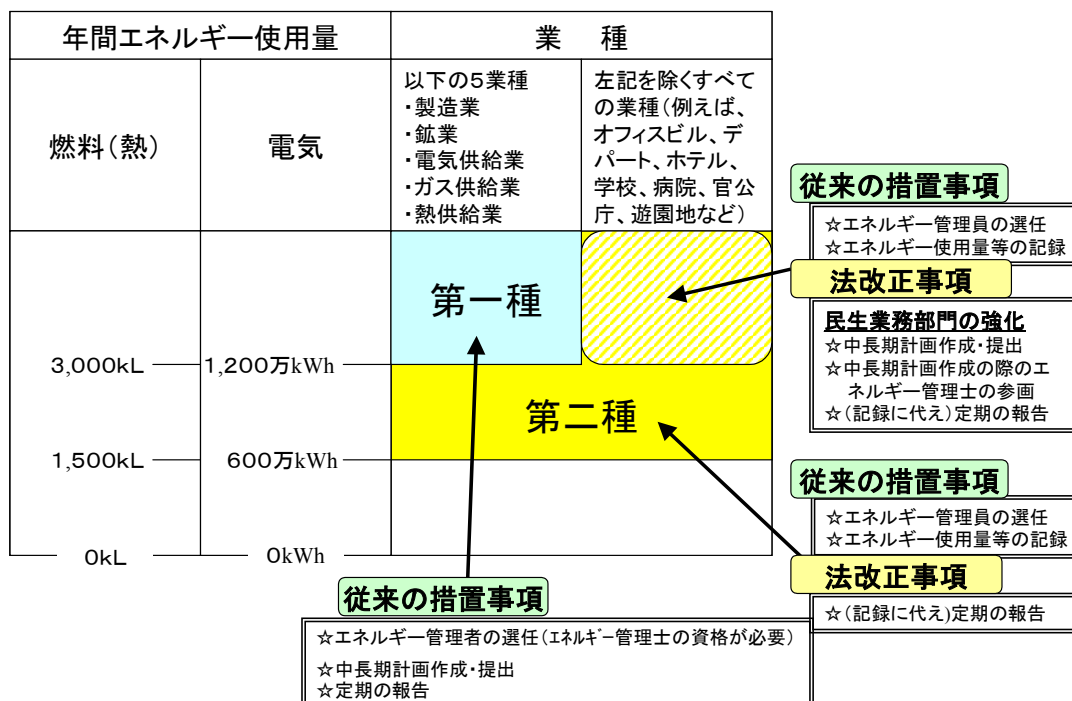 年間エネルギー使用量
業　種
燃料(熱)
電気
以下の5業種
・製造業
・鉱業
・電気供給業
・ガス供給業
・熱供給業
左記を除くすべて
の業種(例えば、
オフィスビル、デ
パート、ホテル、
学校、病院、官公
庁、遊園地など)
第一種
3,000kL
1,200万kWh
第二種
1,500kL
600万kWh
0kL
0kWh
従来の措置事項
☆エネルギー管理員の選任
☆エネルギー使用量等の記録
法改正事項
民生業務部門の強化
☆中長期計画作成・提出
☆中長期計画作成の際のエ
ネルギー管理士の参画
☆(記録に代え)定期の報告
従来の措置事項
☆エネルギー管理員の選任
☆エネルギー使用量等の記録
法改正事項
☆(記録に代え)定期の報告
従来の措置事項
☆エネルギー管理者の選任(ｴﾈﾙｷﾞｰ管理士の資格が必要)
☆中長期計画作成・提出
☆定期の報告